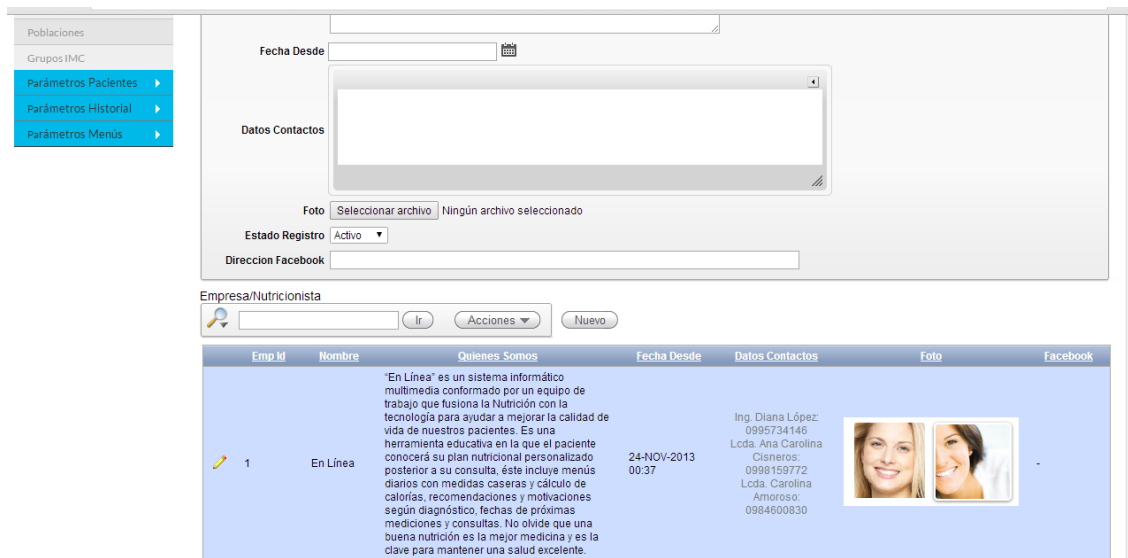 Poblaciones
Grupos IMC
Parámetros Pacientes
Parámetros Historial
Parámetros Menús
Fecha Desde
Datos Contactos
Foto Seleccionar archivo Ningún archivo seleccionado
Estado Registro Activo
Direccion Facebook
Empresa/Nutricionista
Ir Acciones Nuevo
Emp Id Nombre Quienes Somos Fecha Desde Datos Contactos Foto Facebook
1 En Línea
“En Línea” es un sistema informático
multimedia conformado por un equipo de
trabajo que fusiona la Nutrición con la
tecnología para ayudar a mejorar la calidad de
vida de nuestros pacientes. Es una
herramienta educativa en la que el paciente
conocerá su plan nutricional personalizado
posterior a su consulta, éste incluye menús
diarios con medidas caseras y cálculo de
calorías, recomendaciones y motivaciones
según diagnóstico, fechas de próximas
mediciones y consultas. No olvide que una
buena nutrición es la mejor medicina y es la
clave para mantener una salud excelente.
24-NOV-2013
00:37
Ing. Diana López:
0995734146
Lcda. Ana Carolina
Cisneros:
0998159772
Lcda. Carolina
Amoroso:
0984600830
-